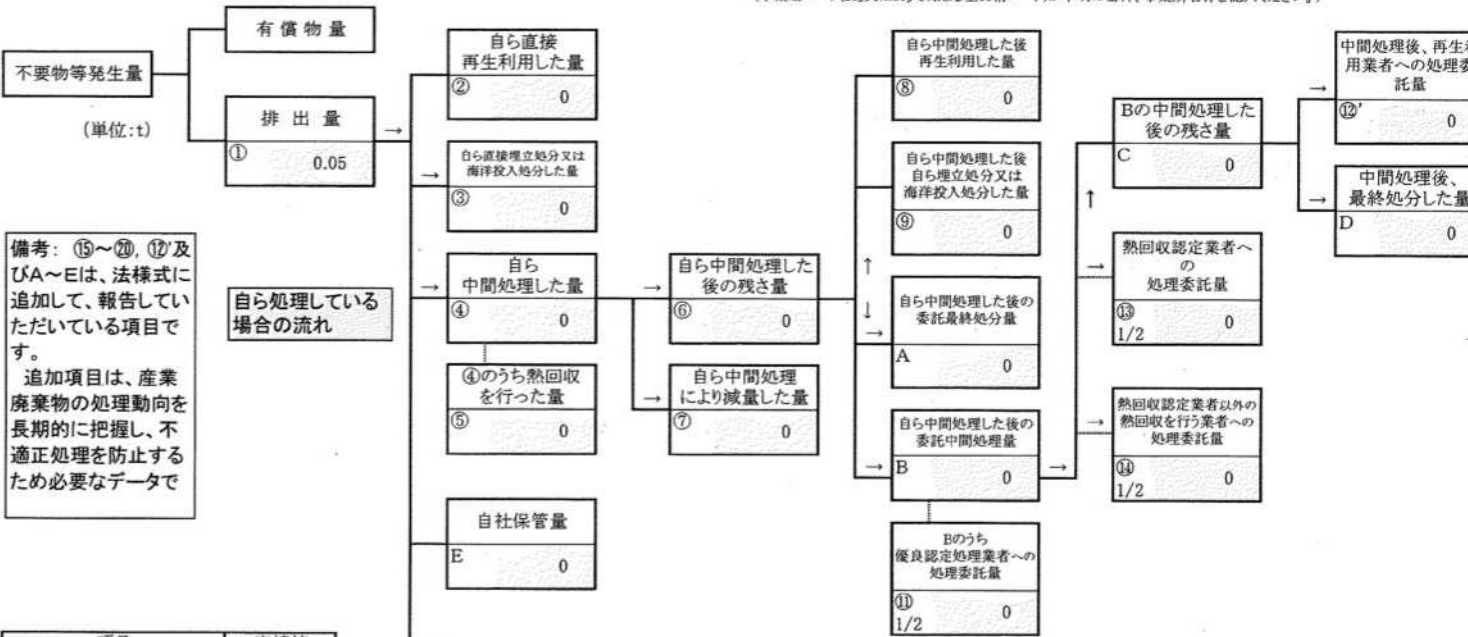 不要物等発生量
(単位:t)
有 償 物 量
排 出 量
①
0.05
→
備考: ⑮～⑳, ⑫'及
びA～Eは、法様式に
追加して、報告してい
ただいている項目で
す。
追加項目は、産業
廃棄物の処理動向を
長期的に把握し、不
適正処理を防止する
ため必要なデータで
自ら処理している
場合の流れ
自ら直接
再生利用した量
②
0
→
自ら直接埋立処分又は
海洋投入処分した量
③
0
→
自ら
中間処理した量
④
0
④のうち熱回収
を行った量
⑤
0
自社保管量
E
0
→
自ら中間処理した
後の残さ量
⑥
0
→
自ら中間処理
により減量した量
⑦
0
自ら中間処理した後
再生利用した量
⑧
0
自ら中間処理した後
自ら埋立処分又は
海洋投入処分した量
⑨
0
↑
↓
→
自ら中間処理した後の
委託最終処分量
A
0
→
自ら中間処理した後の
委託中間処理量
B
0
→
Bのうち
優良認定処理業者への
処理委託量
⑪
1/2
0
Bの中間処理した
後の残さ量
C
0
↑
→
熱回収認定業者へ
の
処理委託量
⑬
1/2
0
→
熱回収認定業者以外の
熱回収を行う業者への
処理委託量
⑭
1/2
0
→
中間処理後、再生利
用業者への処理委
託量
⑫'
0
→
中間処理後、
最終処分した量
D
0